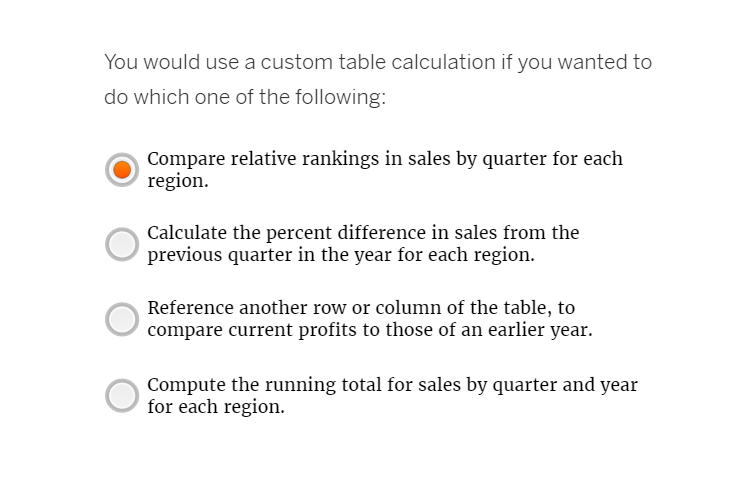 You would use a custom table calculation if you wanted to
do which one of the following:
Compare relative rankings in sales by quarter for each
region.
Calculate the percent difference in sales from the
previous quarter in the year for each region.
Reference another row or column of the table, to
compare current profits to those of an earlier year.
Compute the running total for sales by quarter and year
for each region.